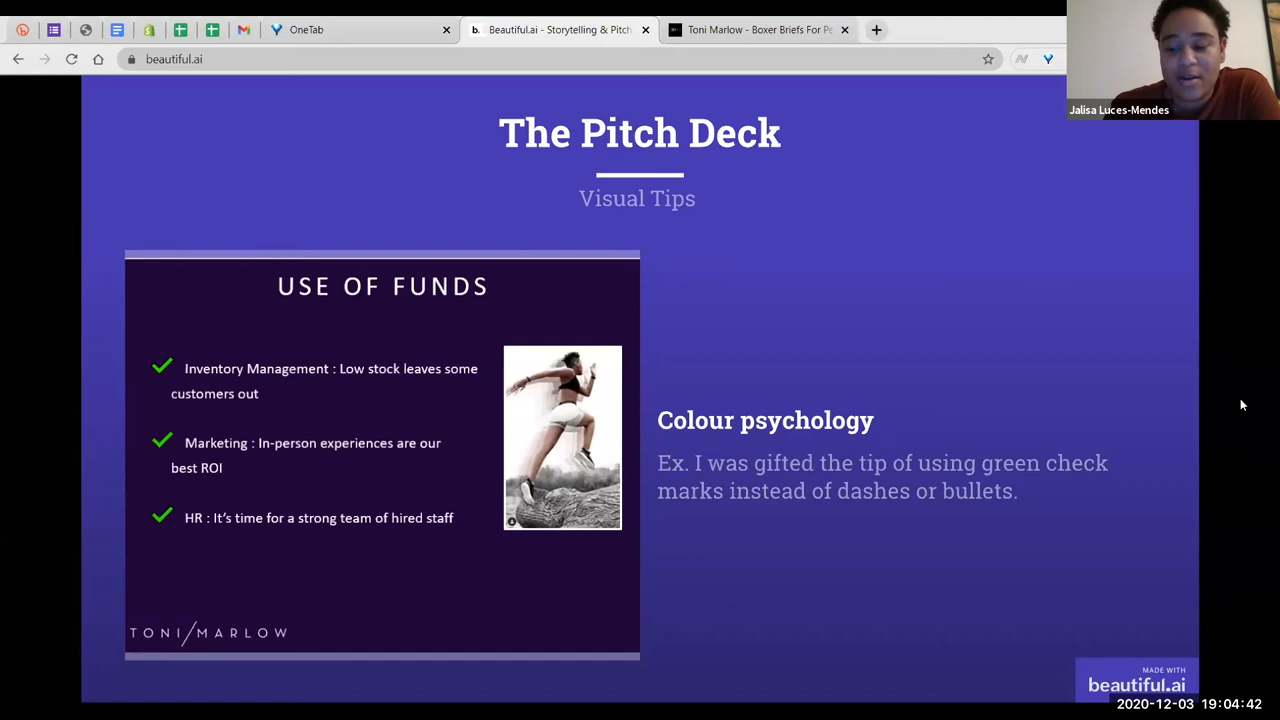 OneTab
Beautiful.ai - Storytelling & Pitch
Toni Marlow - Boxer Briefs For Pe
beautiful.ai
Jalisa Luces-Mendes
The Pitch Deck
Visual Tips
USE OF FUNDS
Inventory Management : Low stock leaves some
customers out
Marketing : In-person experiences are our
best ROI
HR : It's time for a strong team of hired staff
TONI/MARLOW
Colour psychology
Ex. I was gifted the tip of using green check
marks instead of dashes or bullets.
MADE WITH
beautiful.ai
2020-12-03 19:04:42